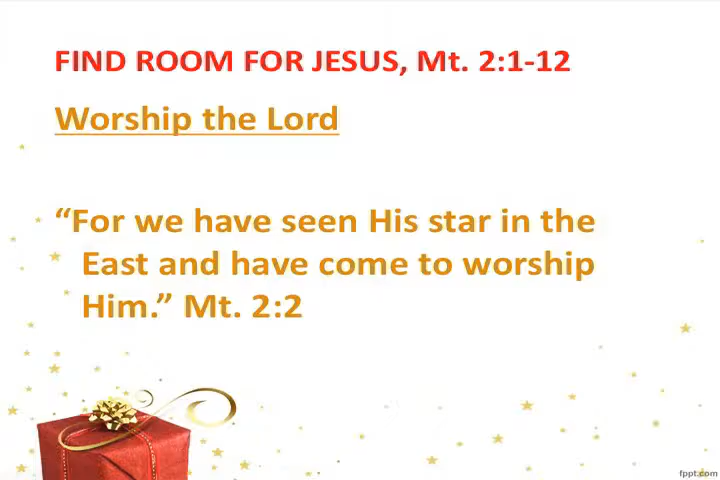 FIND ROOM FOR JESUS, Mt. 2:1-12
Worship the Lord
“For we have seen His star in the
East and have come to worship
Him.” Mt. 2:2
fppt.com